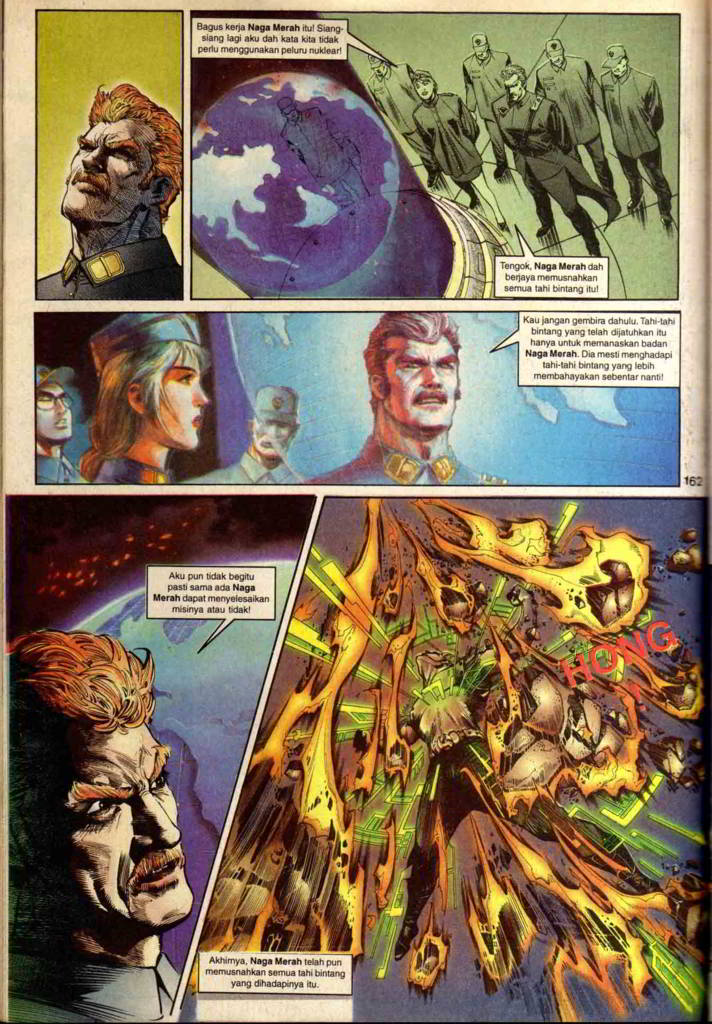 Bagus kerja Naga Merah itu! Siang-
siang lagi aku dah kata kita tidak
perlu menggunakan peluru nuklear!
Tengok, Naga Merah dah
berjaya memusnahkan
semua tahi bintang itu!
Kau jangan gembira dahulu. Tahi-tahi
bintang yang telah dijatuhkan itu
hanya untuk memanaskan badan
Naga Merah. Dia mesti menghadapi
tahi-tahi bintang yang lebih
membahayakan sebentar nanti!
162
Aku pun tidak begitu
pasti sama ada Naga
Merah dapat menyelesaikan
misinya atau tidak!
HONG
Akhirnya, Naga Merah telah pun
memusnahkan semua tahi bintang
yang dihadapinya itu.